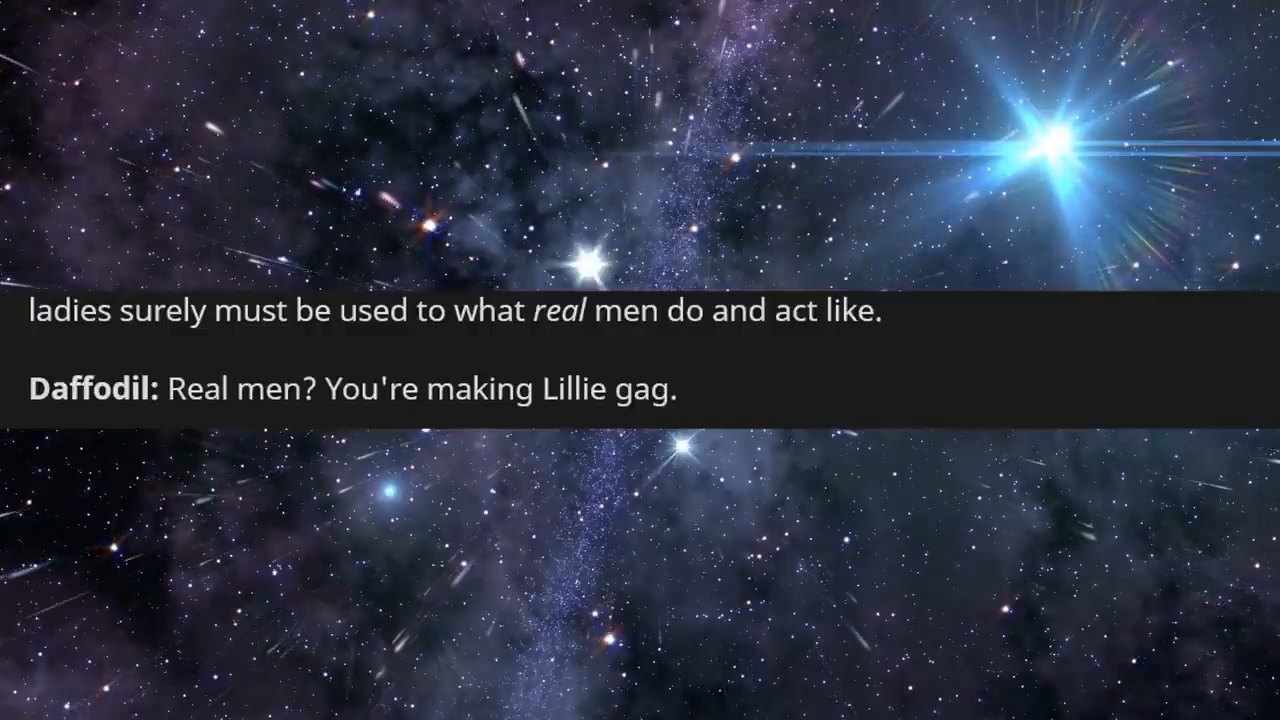 ladies surely must be used to what real men do and act like.
Daffodil: Real men? You're making Lillie gag.